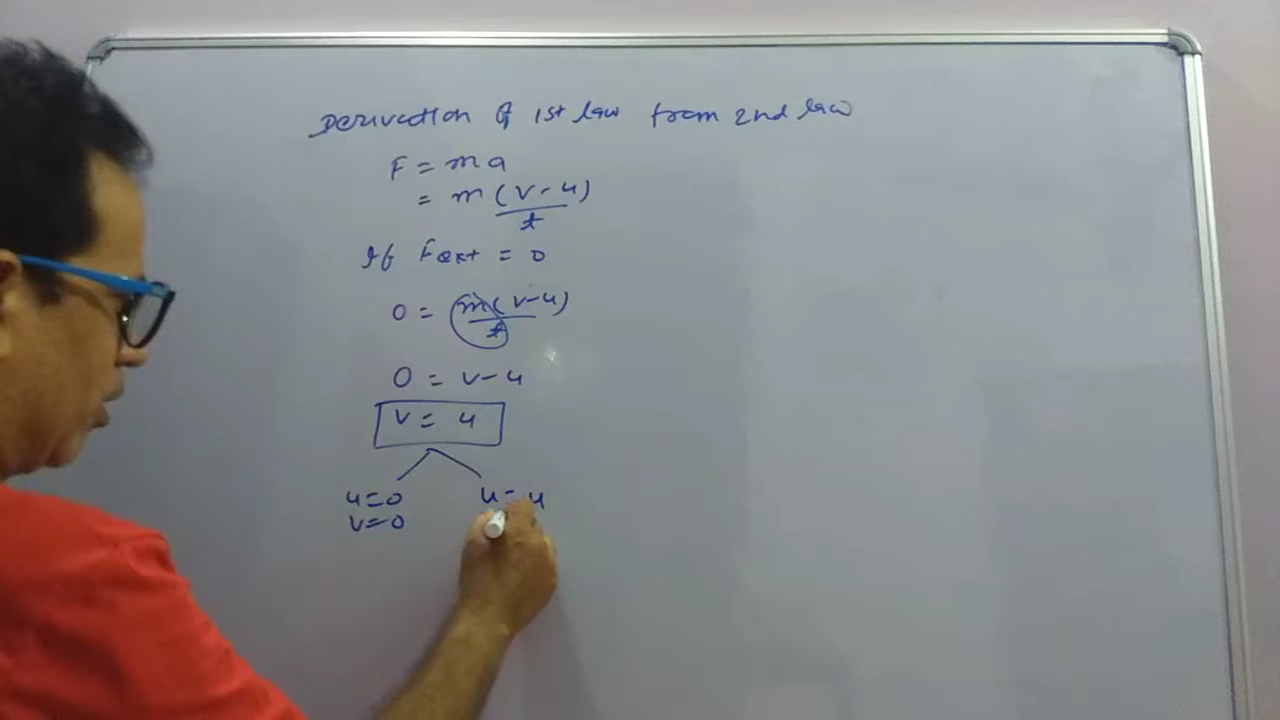 Derivation of 1st law from 2nd law
F = ma
= m(v-u)/t
If Fext = 0
0 = m(v-u)/t
0 = v-u
v = u
u=0 u=u
v=0